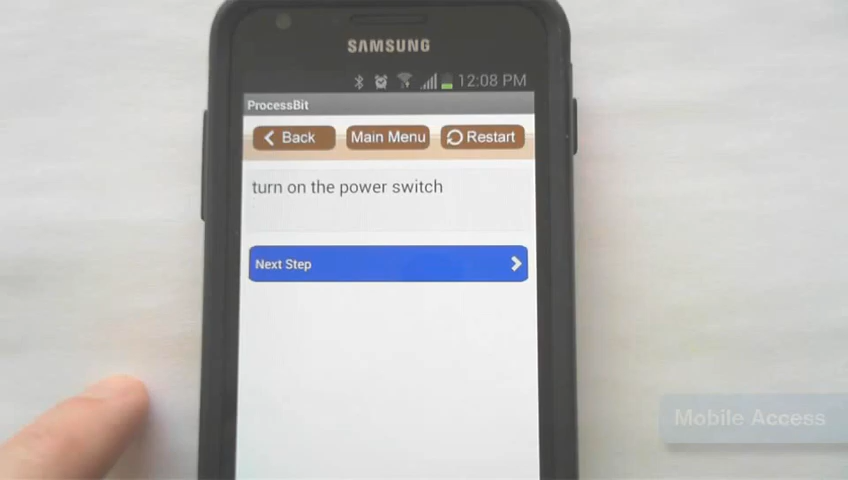 SAMSUNG
12:08 PM
ProcessBit
Back Main Menu Restart
turn on the power switch
Next Step
Mobile Access